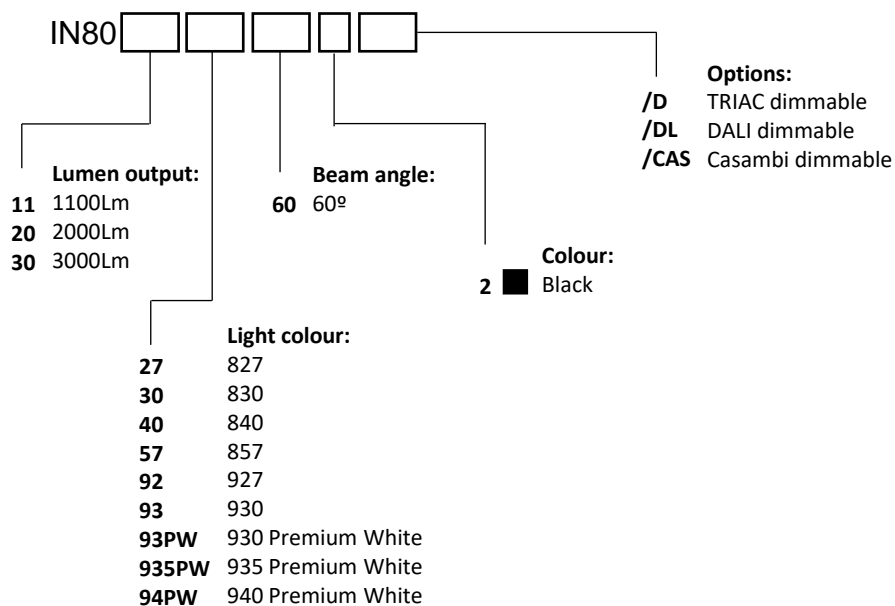 IN80
Options:
/D TRIAC dimmable
/DL DALI dimmable
/CAS Casambi dimmable
Lumen output:
11 1100Lm
20 2000Lm
30 3000Lm
Beam angle:
60 60º
Colour:
2 Black
Light colour:
27 827
30 830
40 840
57 857
92 927
93 930
93PW 930 Premium White
935PW 935 Premium White
94PW 940 Premium White